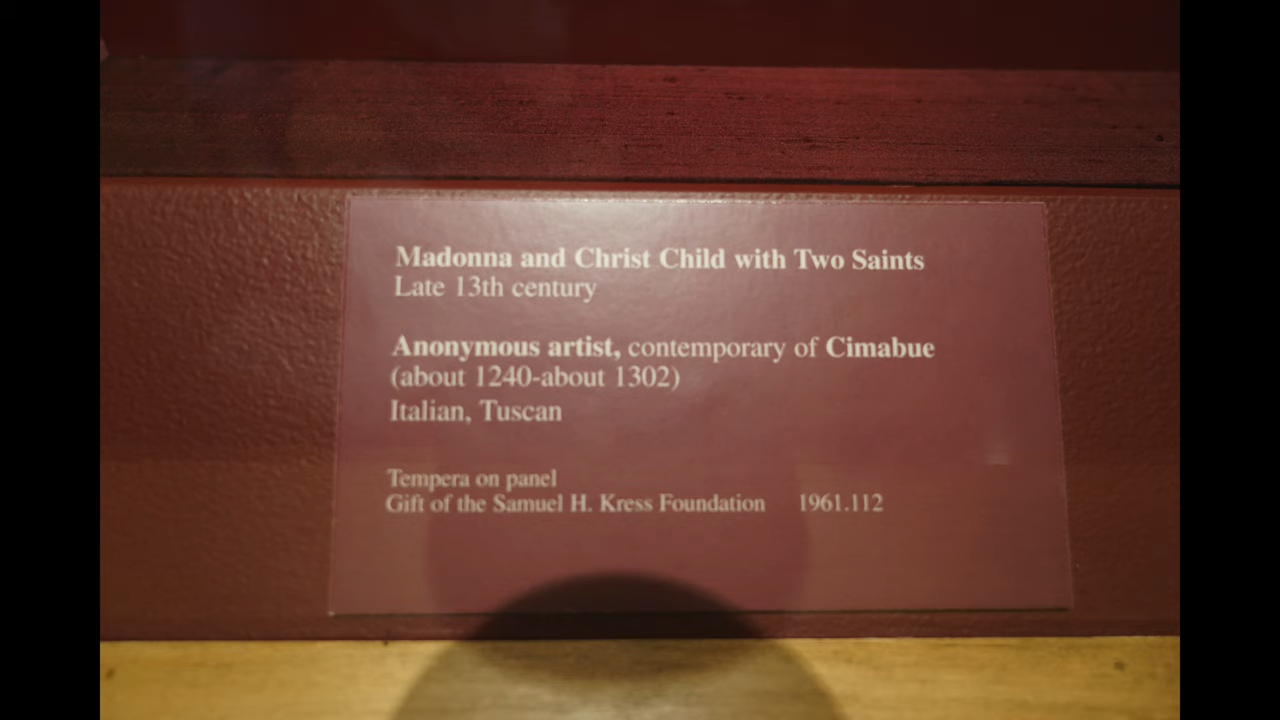 Madonna and Christ Child with Two Saints
Late 13th century
Anonymous artist, contemporary of Cimabue
(about 1240-about 1302)
Italian, Tuscan
Tempera on panel
Gift of the Samuel H. Kress Foundation 1961.112